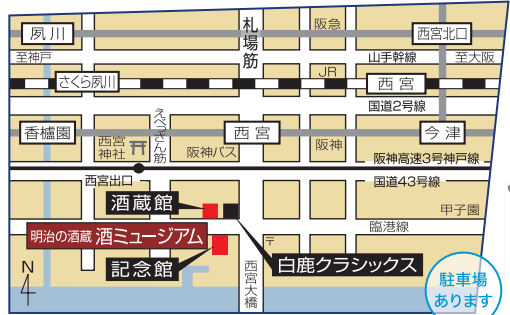 夙川
札場筋
阪急
西宮北口
至神戸
山手幹線
至大阪
さくら夙川
JR
西宮
国道2号線
香櫨園
西宮
神社
えべっさん筋
西宮
阪神バス
阪神
今津
阪神高速3号神戸線
西宮出口
国道43号線
酒蔵館
甲子園
臨港線
明治の酒蔵 酒ミュージアム
〒
記念館
白鹿クラシックス
N
4
西宮大橋
駐車場
あります